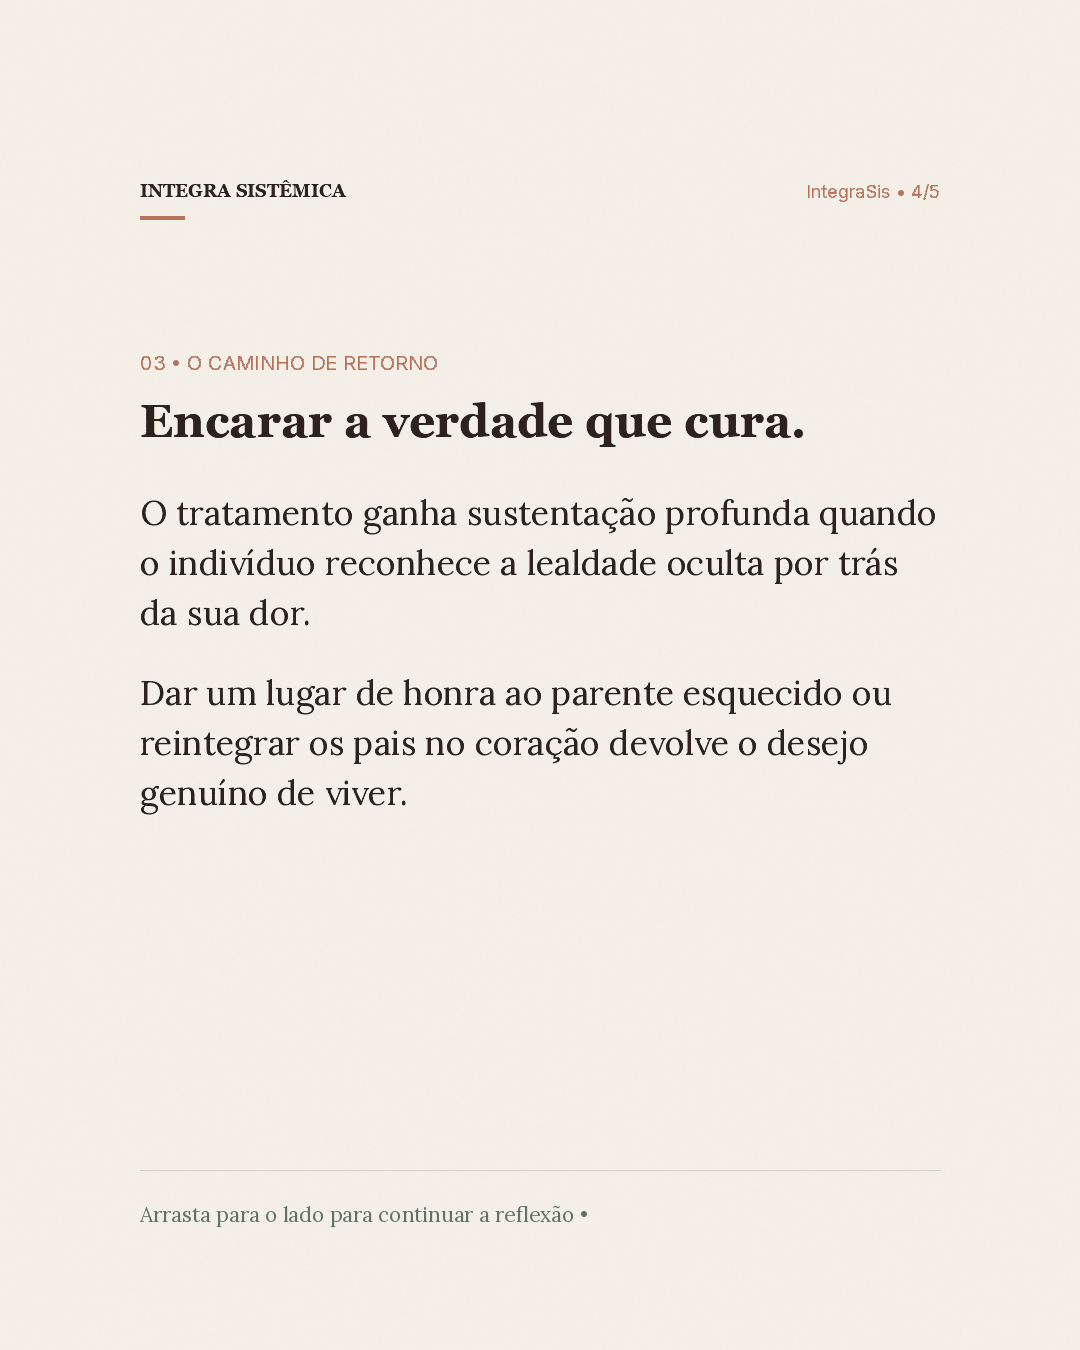 INTEGRA SISTÊMICA
IntegraSis • 4/5
03 • O CAMINHO DE RETORNO
Encarar a verdade que cura.
O tratamento ganha sustentação profunda quando
o indivíduo reconhece a lealdade oculta por trás
da sua dor.
Dar um lugar de honra ao parente esquecido ou
reintegrar os pais no coração devolve o desejo
genuíno de viver.
Arrasta para o lado para continuar a reflexão •